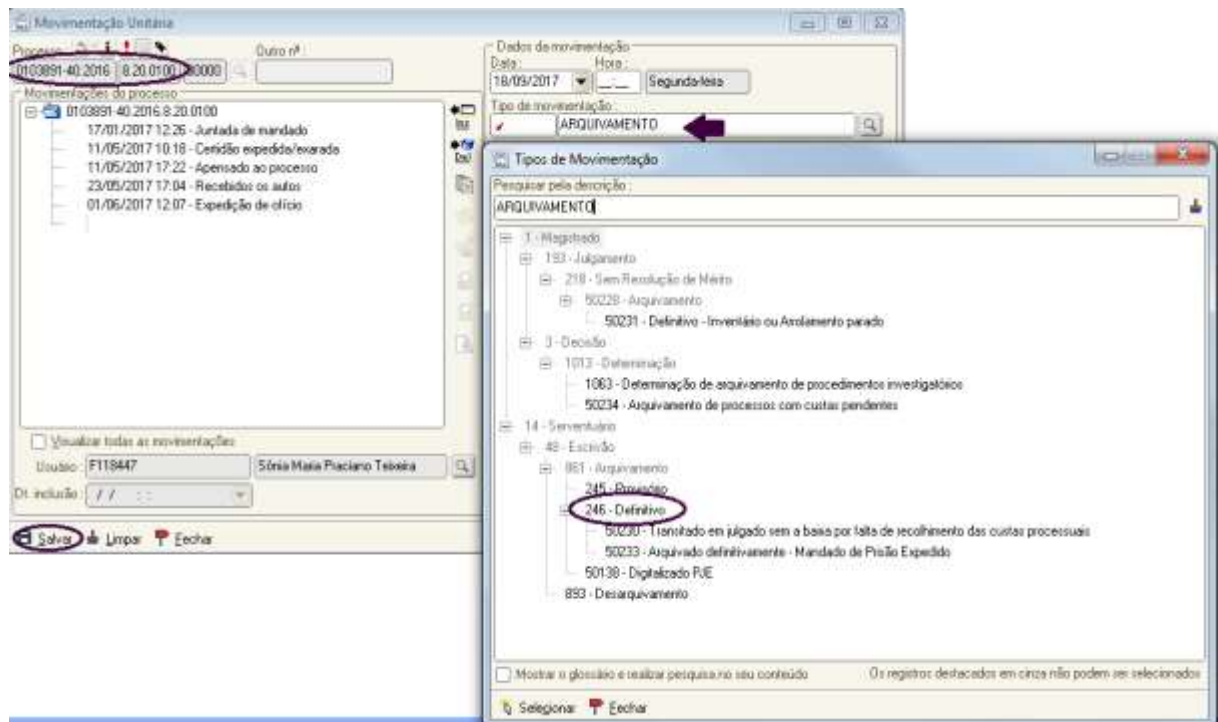 Movimentação Unitária
Processo Outro nº
0103891-40.2016 8.20.0100 0000
Movimentações do processo
0103891-40.2016.8.20.0100
17/01/2017 12:26 - Juntada de mandado
11/05/2017 10:18 - Certidão expedida/exarada
11/05/2017 17:22 - Apensado ao processo
23/05/2017 17:04 - Recebidos os autos
01/06/2017 12:07 - Expedição de ofício
Visualizar todas as movimentações
Usuário: F118447 Sônia Maria Praciano Teixeira
Dt. inclusão: / / : :
Salvar Limpar Fechar
Dados da movimentação
Data: Hora:
18/09/2017 __:__ Segunda-feira
Tipo de movimentação:
ARQUIVAMENTO
Tipos de Movimentação
Pesquisar pela descrição:
ARQUIVAMENTO
1 - Magistrado
193 - Julgamento
218 - Sem Resolução de Mérito
50228 - Arquivamento
50231 - Definitivo - Inventário ou Arrolamento parado
3 - Decisão
1013 - Determinação
1063 - Determinação de arquivamento de procedimentos investigatórios
50234 - Arquivamento de processos com custas pendentes
14 - Serventuário
48 - Escrivão
861 - Arquivamento
245 - Provisório
246 - Definitivo
50230 - Transitado em julgado sem a baixa por falta de recolhimento das custas processuais
50233 - Arquivado definitivamente - Mandado de Prisão Expedido
50138 - Digitalizado PJE
893 - Desarquivamento
Mostrar o glossário e realizar pesquisa no seu conteúdo Os registros destacados em cinza não podem ser selecionados
Selecionar Fechar